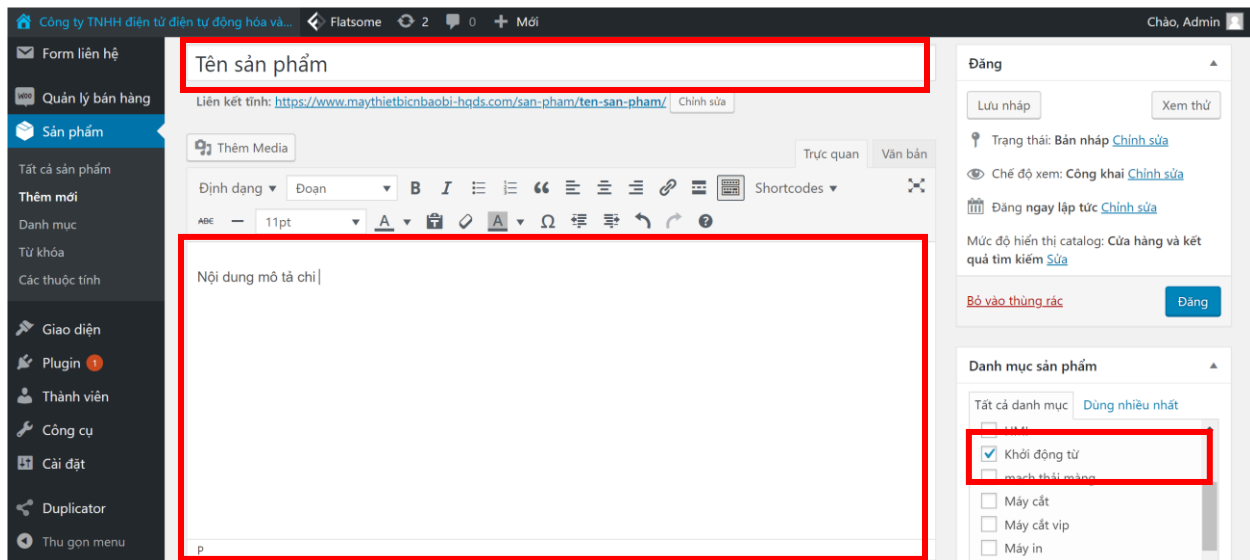 Công ty TNHH điện tử điện tự động hóa và... Flatsome 2 0 Mới Chào, Admin
Form liên hệ
Quản lý bán hàng
Sản phẩm
Tất cả sản phẩm
Thêm mới
Danh mục
Từ khóa
Các thuộc tính
Giao diện
Plugin 1
Thành viên
Công cụ
Cài đặt
Duplicator
Thu gọn menu
Tên sản phẩm
Liên kết tĩnh: https://www.maythietbicnbaobi-hqds.com/san-pham/ten-san-pham/ Chỉnh sửa
Thêm Media
Trực quan Văn bản
Định dạng Đoạn B I Shortcodes
ABE 11pt A A Ω
Nội dung mô tả chi
P
Đăng
Lưu nháp Xem thử
Trạng thái: Bản nháp Chỉnh sửa
Chế độ xem: Công khai Chỉnh sửa
Đăng ngay lập tức Chỉnh sửa
Mức độ hiển thị catalog: Cửa hàng và kết
quả tìm kiếm Sửa
Bỏ vào thùng rác Đăng
Danh mục sản phẩm
Tất cả danh mục Dùng nhiều nhất
HMI
Khởi động từ
mạch thải màng
Máy cắt
Máy cắt vip
Máy in